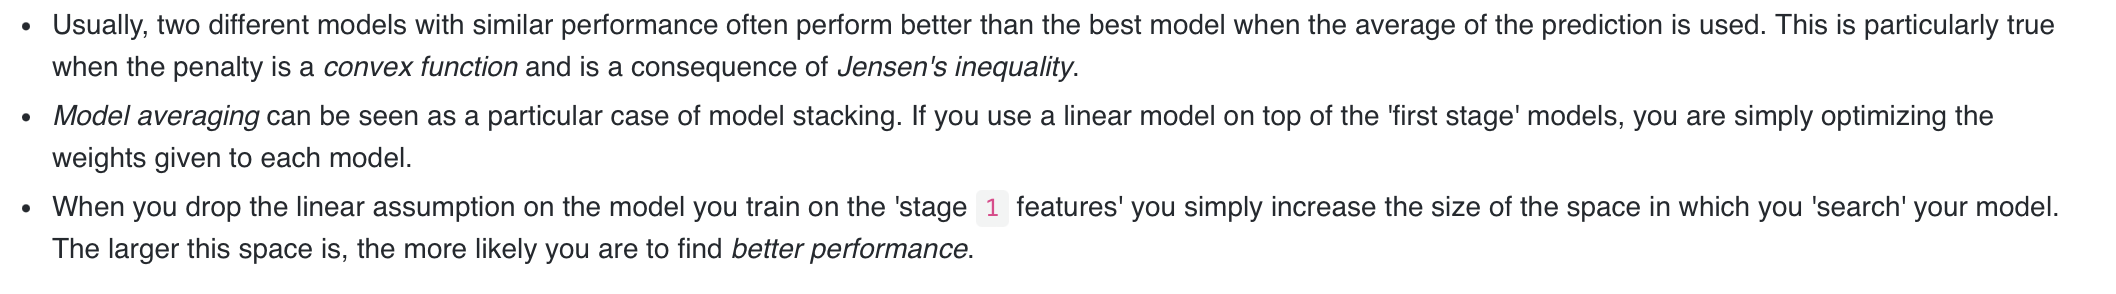 • Usually, two different models with similar performance often perform better than the best model when the average of the prediction is used. This is particularly true
when the penalty is a convex function and is a consequence of Jensen's inequality.
• Model averaging can be seen as a particular case of model stacking. If you use a linear model on top of the 'first stage' models, you are simply optimizing the
weights given to each model.
• When you drop the linear assumption on the model you train on the 'stage 1 features' you simply increase the size of the space in which you 'search' your model.
The larger this space is, the more likely you are to find better performance.